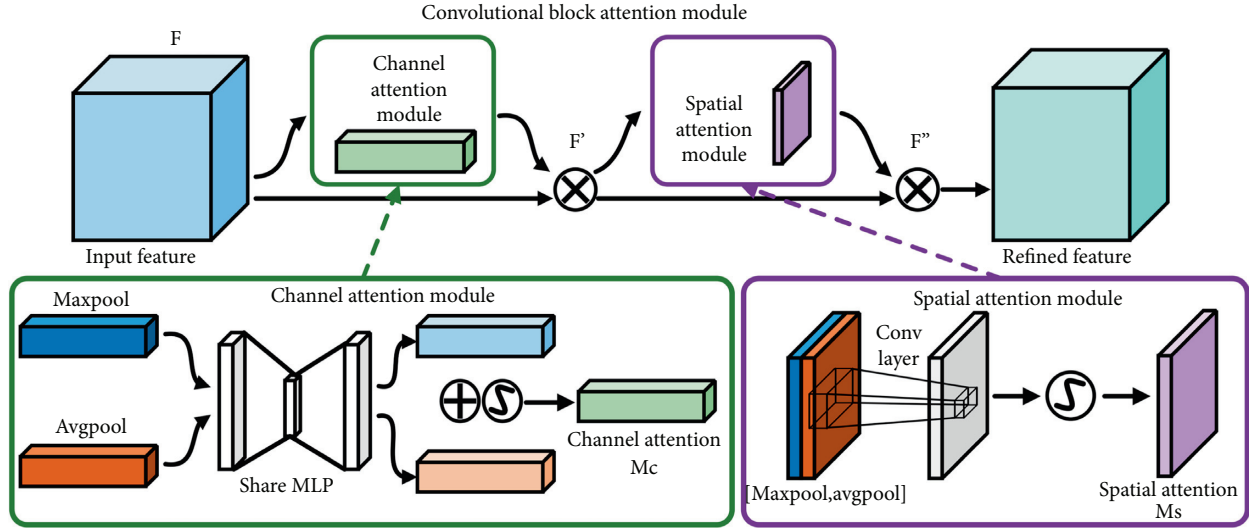 Convolutional block attention module
F
Channel
attention
module
F'
Spatial
attention
module
F"
Input feature
Refined feature
Channel attention module
Maxpool
Avgpool
Share MLP
Channel attention
Mc
Spatial attention module
Conv
layer
[Maxpool,avgpool]
Spatial attention
Ms